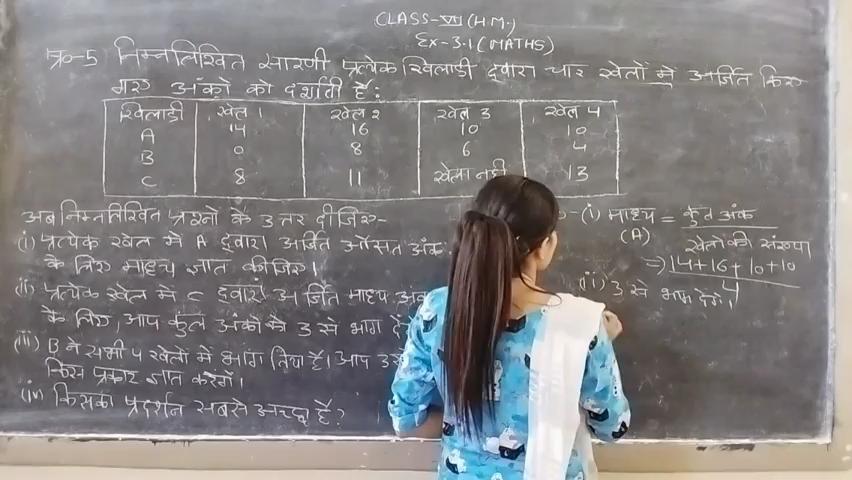 CLASS-VII (H.M.)
Ex-3.1 (MATHS)
प्र०-5 निम्नलिखित सारणी प्रत्येक खिलाड़ी द्वारा चार खेलों में अर्जित किए
गए अंकों को दर्शाती है:
खिलाड़ी खेल 1 खेल 2 खेल 3 खेल 4
A 14 16 10 10
B 0 8 6 4
C 8 11 खेला नहीं 13
अब निम्नलिखित प्रश्नों के उत्तर दीजिए-
(i) प्रत्येक खेल में A द्वारा अर्जित औसत अंक
के लिए माध्य ज्ञात कीजिए।
(ii) प्रत्येक खेल में C द्वारा अर्जित माध्य अंक
के लिए, आप कुल अंकों को 3 से भाग
(iii) B ने सभी 4 खेलों में भाग लिया है। आप
किस प्रकार ज्ञात करेंगे।
(iv) किसका प्रदर्शन सबसे अच्छा है?
(i) माध्य = कुल अंक
(A) खेलों की संख्या
=> 14+16+10+10
4
(ii) 3 से भाग देंगे।